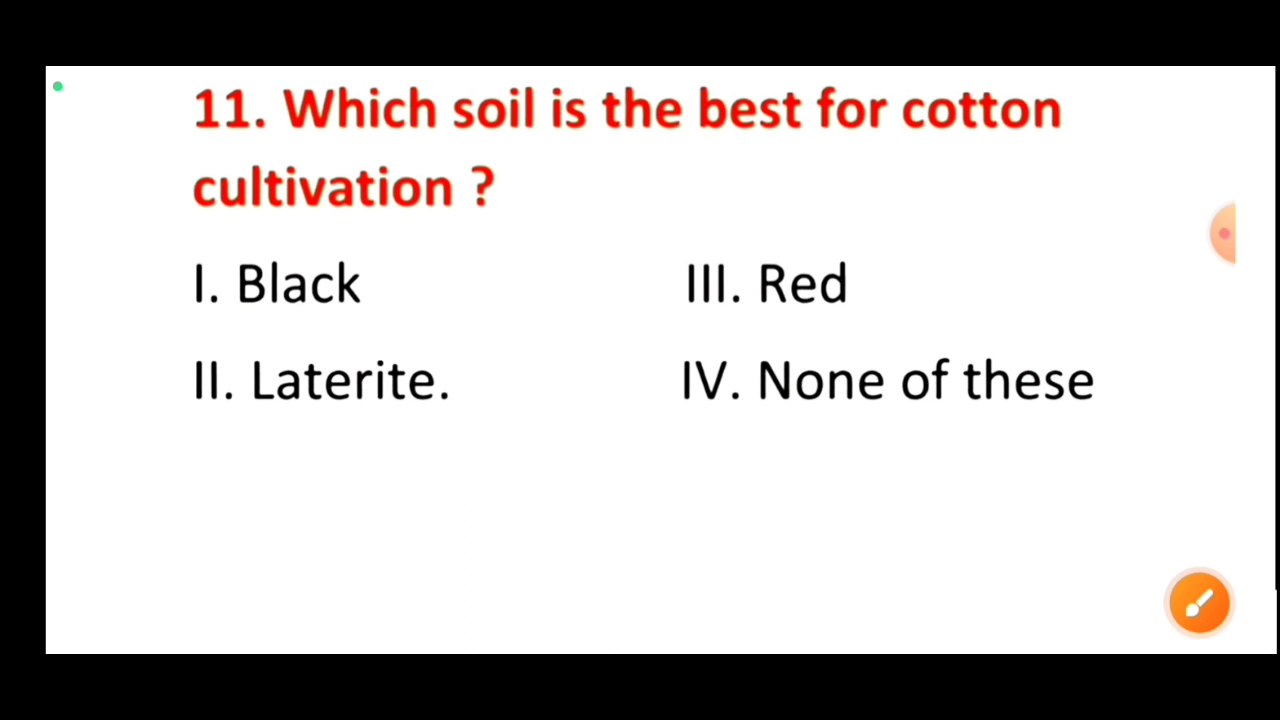 11. Which soil is the best for cotton
cultivation ?
I. Black III. Red
II. Laterite. IV. None of these